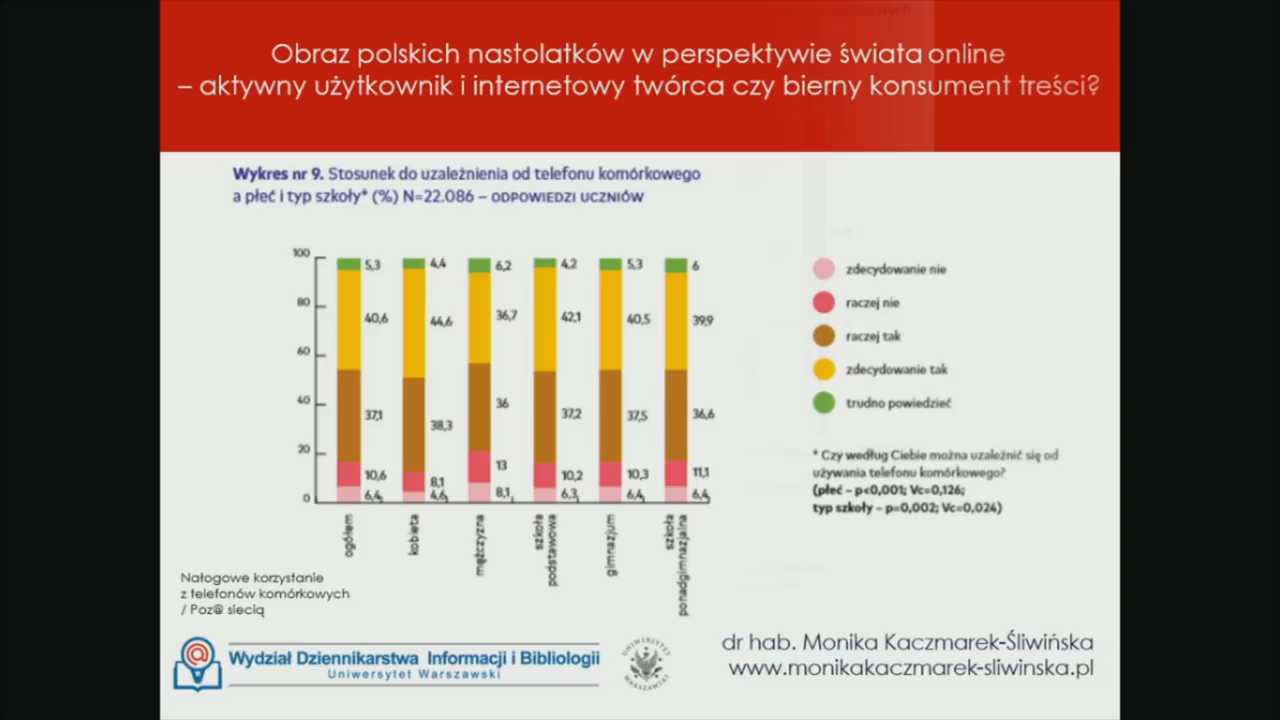 Obraz polskich nastolatków w perspektywie świata online
– aktywny użytkownik i internetowy twórca czy bierny konsument treści?
Wykres nr 9. Stosunek do uzależnienia od telefonu komórkowego
a płeć i typ szkoły* (%) N=22.086 – ODPOWIEDZI UCZNIÓW
100
80
60
40
20
0
5,3
40,6
37,1
10,6
6,4
4,4
44,6
38,3
8,1
4,6
6,2
36,7
36
13
8,1
4,2
42,1
37,2
10,2
6,3
5,3
40,5
37,5
10,3
6,4
6
39,9
36,6
11,1
6,4
ogółem
kobieta
mężczyzna
szkoła
podstawowa
gimnazjum
szkoła
ponadgimnazjalna
zdecydowanie nie
raczej nie
raczej tak
zdecydowanie tak
trudno powiedzieć
* Czy według Ciebie można uzależnić się od
używania telefonu komórkowego?
(płeć – p<0,001; Vc=0,126;
typ szkoły – p=0,002; Vc=0,024)
Nałogowe korzystanie
z telefonów komórkowych
/ Poz@ siecią
Wydział Dziennikarstwa Informacji i Bibliologii
Uniwersytet Warszawski
UNIWERSYTET
WARSZAWSKI
dr hab. Monika Kaczmarek-Śliwińska
www.monikakaczmarek-sliwinska.pl